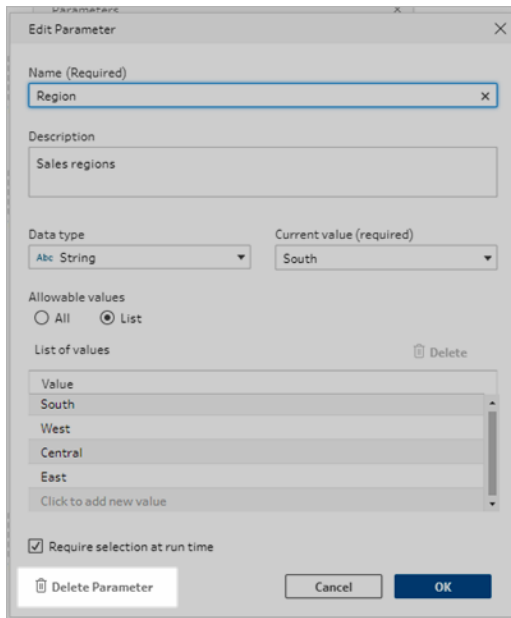 Parameters
Edit Parameter
Name (Required)
Region
Description
Sales regions
Data type
Current value (required)
Abc String
South
Allowable values
All List
List of values
Delete
Value
South
West
Central
East
Click to add new value
Require selection at run time
Delete Parameter
Cancel
OK